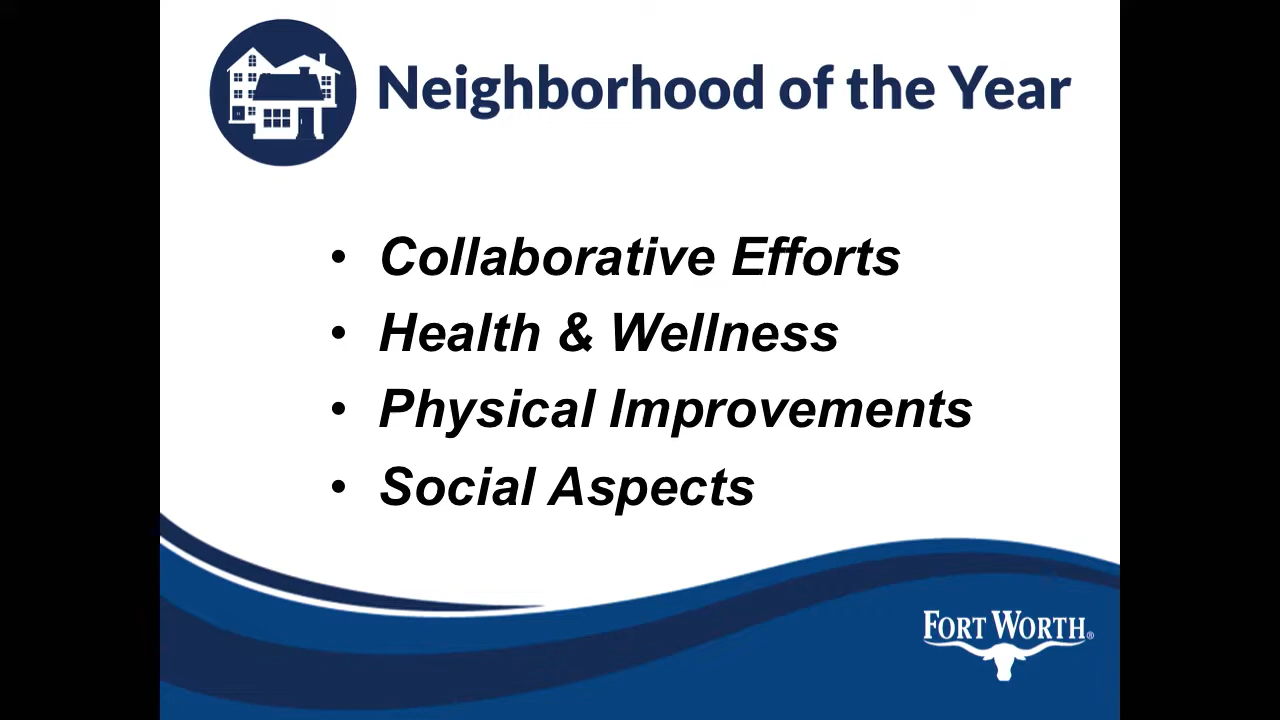 Neighborhood of the Year
• Collaborative Efforts
• Health & Wellness
• Physical Improvements
• Social Aspects
FORT WORTH®